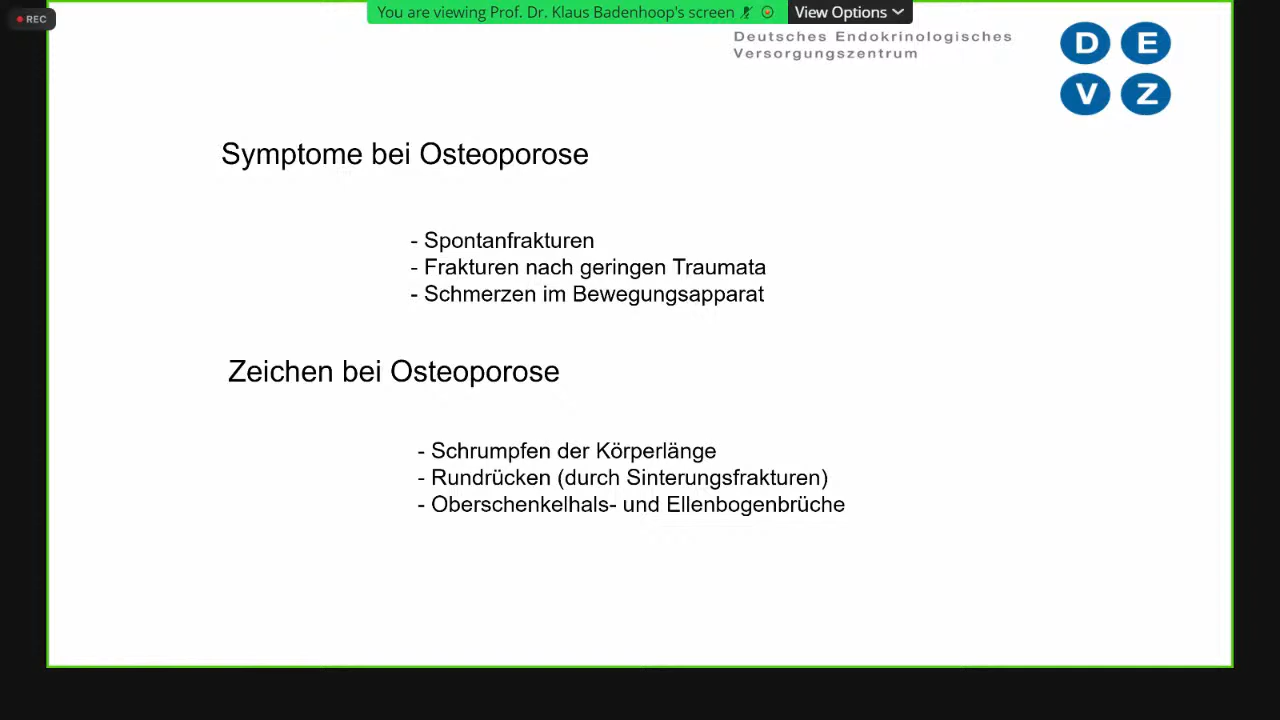 REC
You are viewing Prof. Dr. Klaus Badenhoop's screen
View Options
Deutsches Endokrinologisches
Versorgungszentrum
D E
V Z
Symptome bei Osteoporose
- Spontanfrakturen
- Frakturen nach geringen Traumata
- Schmerzen im Bewegungsapparat
Zeichen bei Osteoporose
- Schrumpfen der Körperlänge
- Rundrücken (durch Sinterungsfrakturen)
- Oberschenkelhals- und Ellenbogenbrüche